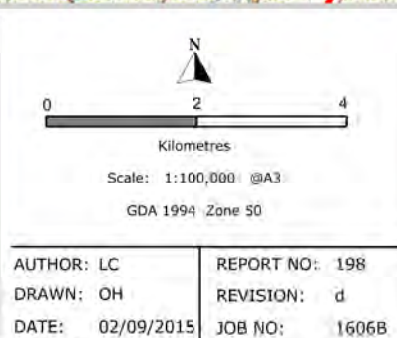 N
0 2 4
Kilometres
Scale: 1:100,000 @A3
GDA 1994 Zone 50
AUTHOR: LC REPORT NO: 198
DRAWN: OH REVISION: d
DATE: 02/09/2015 JOB NO: 1606B